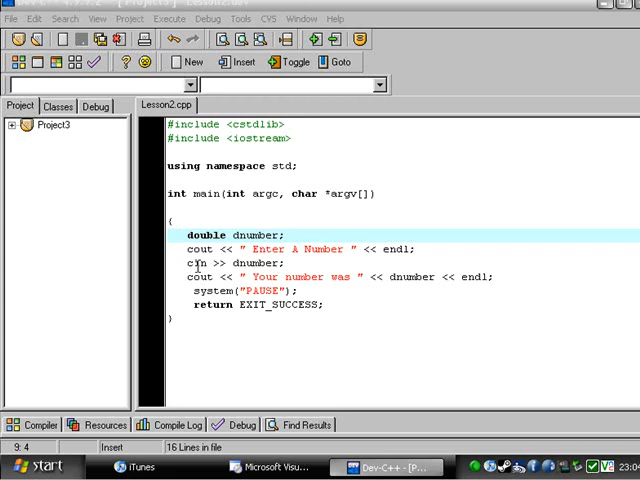 File Edit Search View Project Execute Debug Tools CVS Window Help
New Insert Toggle Goto
Project Classes Debug
Lesson2.cpp
Project3
#include <cstdlib>
#include <iostream>
using namespace std;
int main(int argc, char *argv[])
{
double dnumber;
cout << " Enter A Number " << endl;
cin >> dnumber;
cout << " Your number was " << dnumber << endl;
system("PAUSE");
return EXIT_SUCCESS;
}
Compiler Resources Compile Log Debug Find Results
9: 4 Insert 16 Lines in file
start iTunes Microsoft Visu... Dev-C++ - [P... 23:04